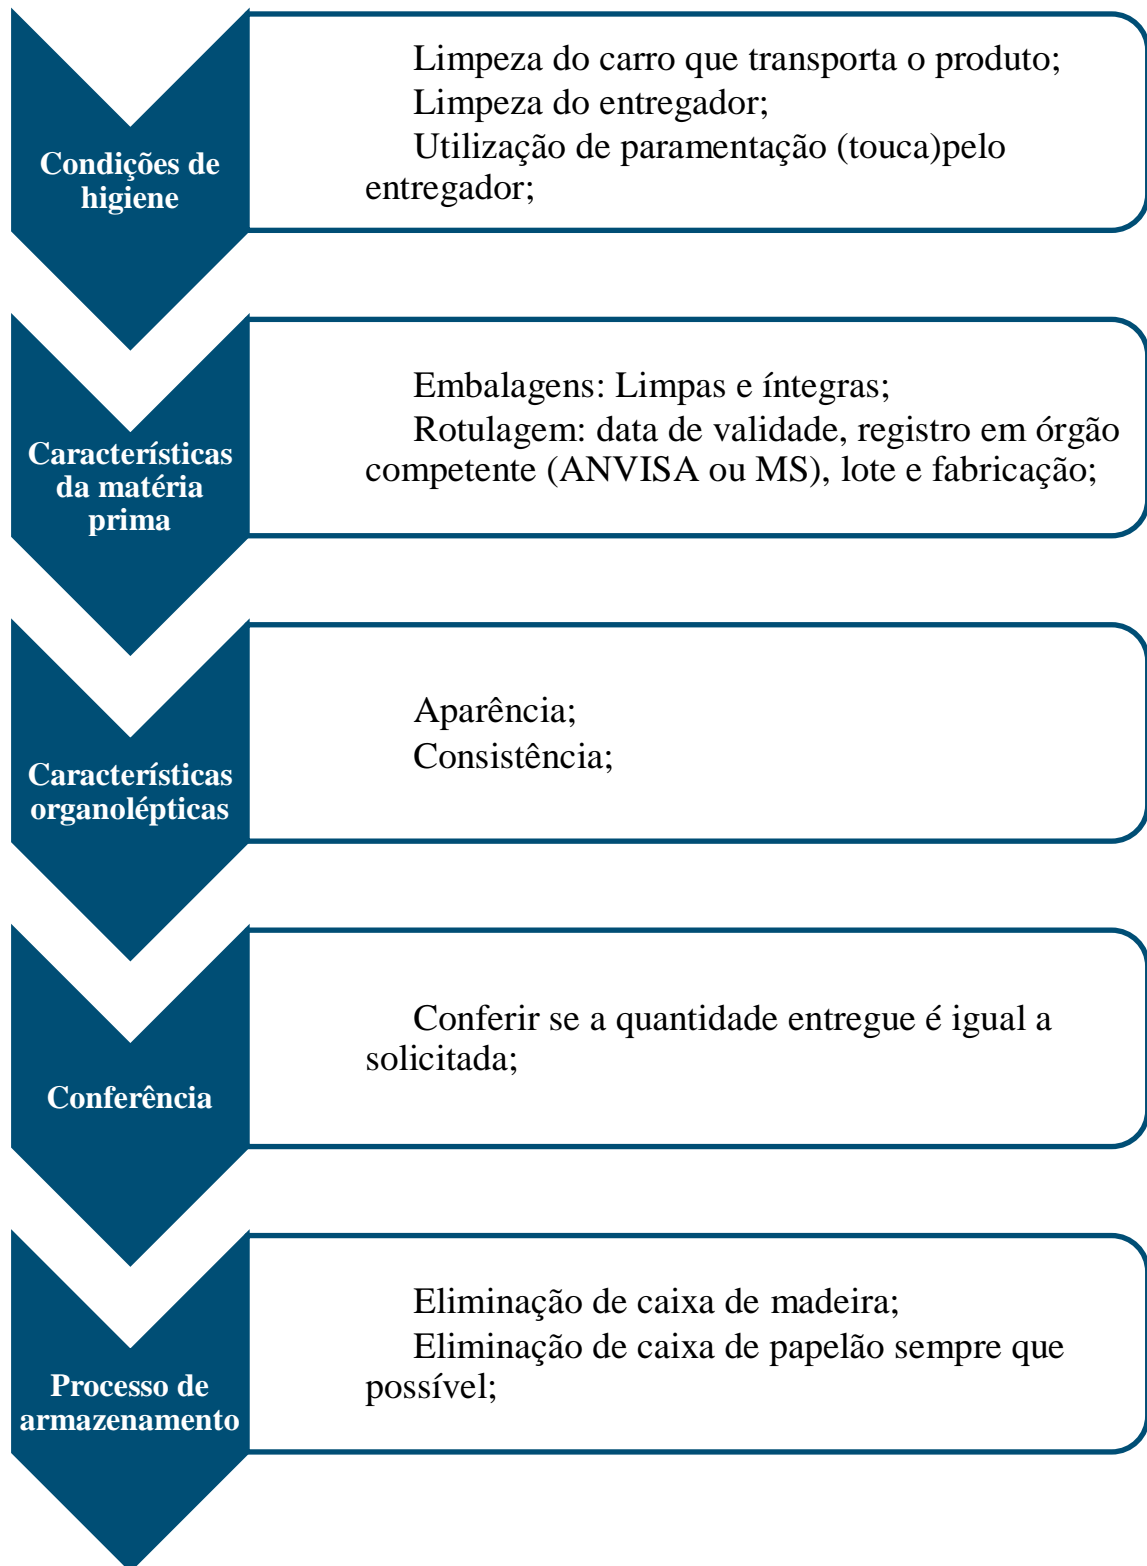 Condições de
higiene
Limpeza do carro que transporta o produto;
Limpeza do entregador;
Utilização de paramentação (touca)pelo
entregador;
Características
da matéria
prima
Embalagens: Limpas e íntegras;
Rotulagem: data de validade, registro em órgão
competente (ANVISA ou MS), lote e fabricação;
Características
organolépticas
Aparência;
Consistência;
Conferência
Conferir se a quantidade entregue é igual a
solicitada;
Processo de
armazenamento
Eliminação de caixa de madeira;
Eliminação de caixa de papelão sempre que
possível;